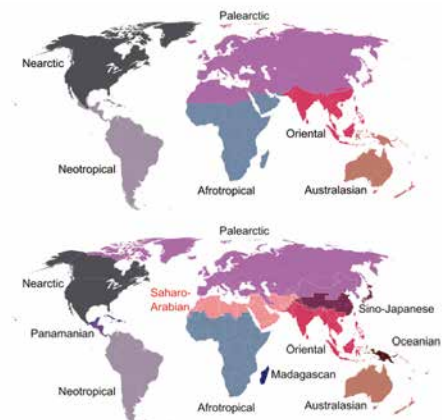 Palearctic
Nearctic
Oriental
Neotropical
Afrotropical
Australasian
Palearctic
Nearctic
Saharo-
Arabian
Sino-Japanese
Panamanian
Oceanian
Oriental
Madagascan
Neotropical
Afrotropical
Australasian